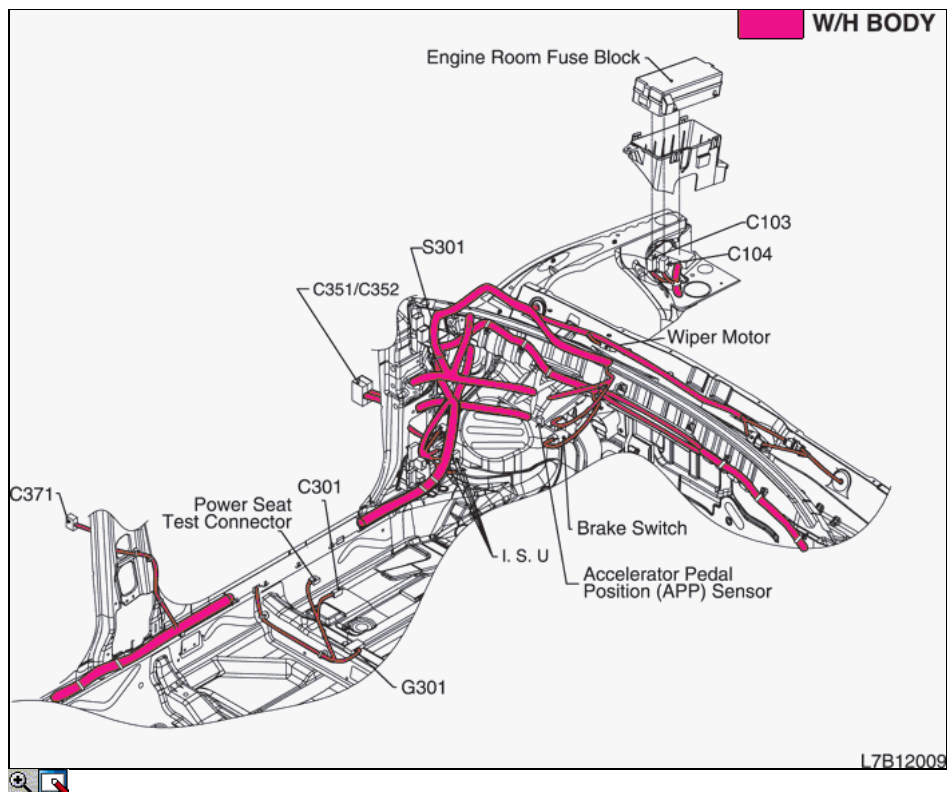 W/H BODY
Engine Room Fuse Block
C103
C104
S301
C351/C352
Wiper Motor
C371
Power Seat
Test Connector
C301
Brake Switch
I. S. U
Accelerator Pedal
Position (APP) Sensor
G301
L7B12009